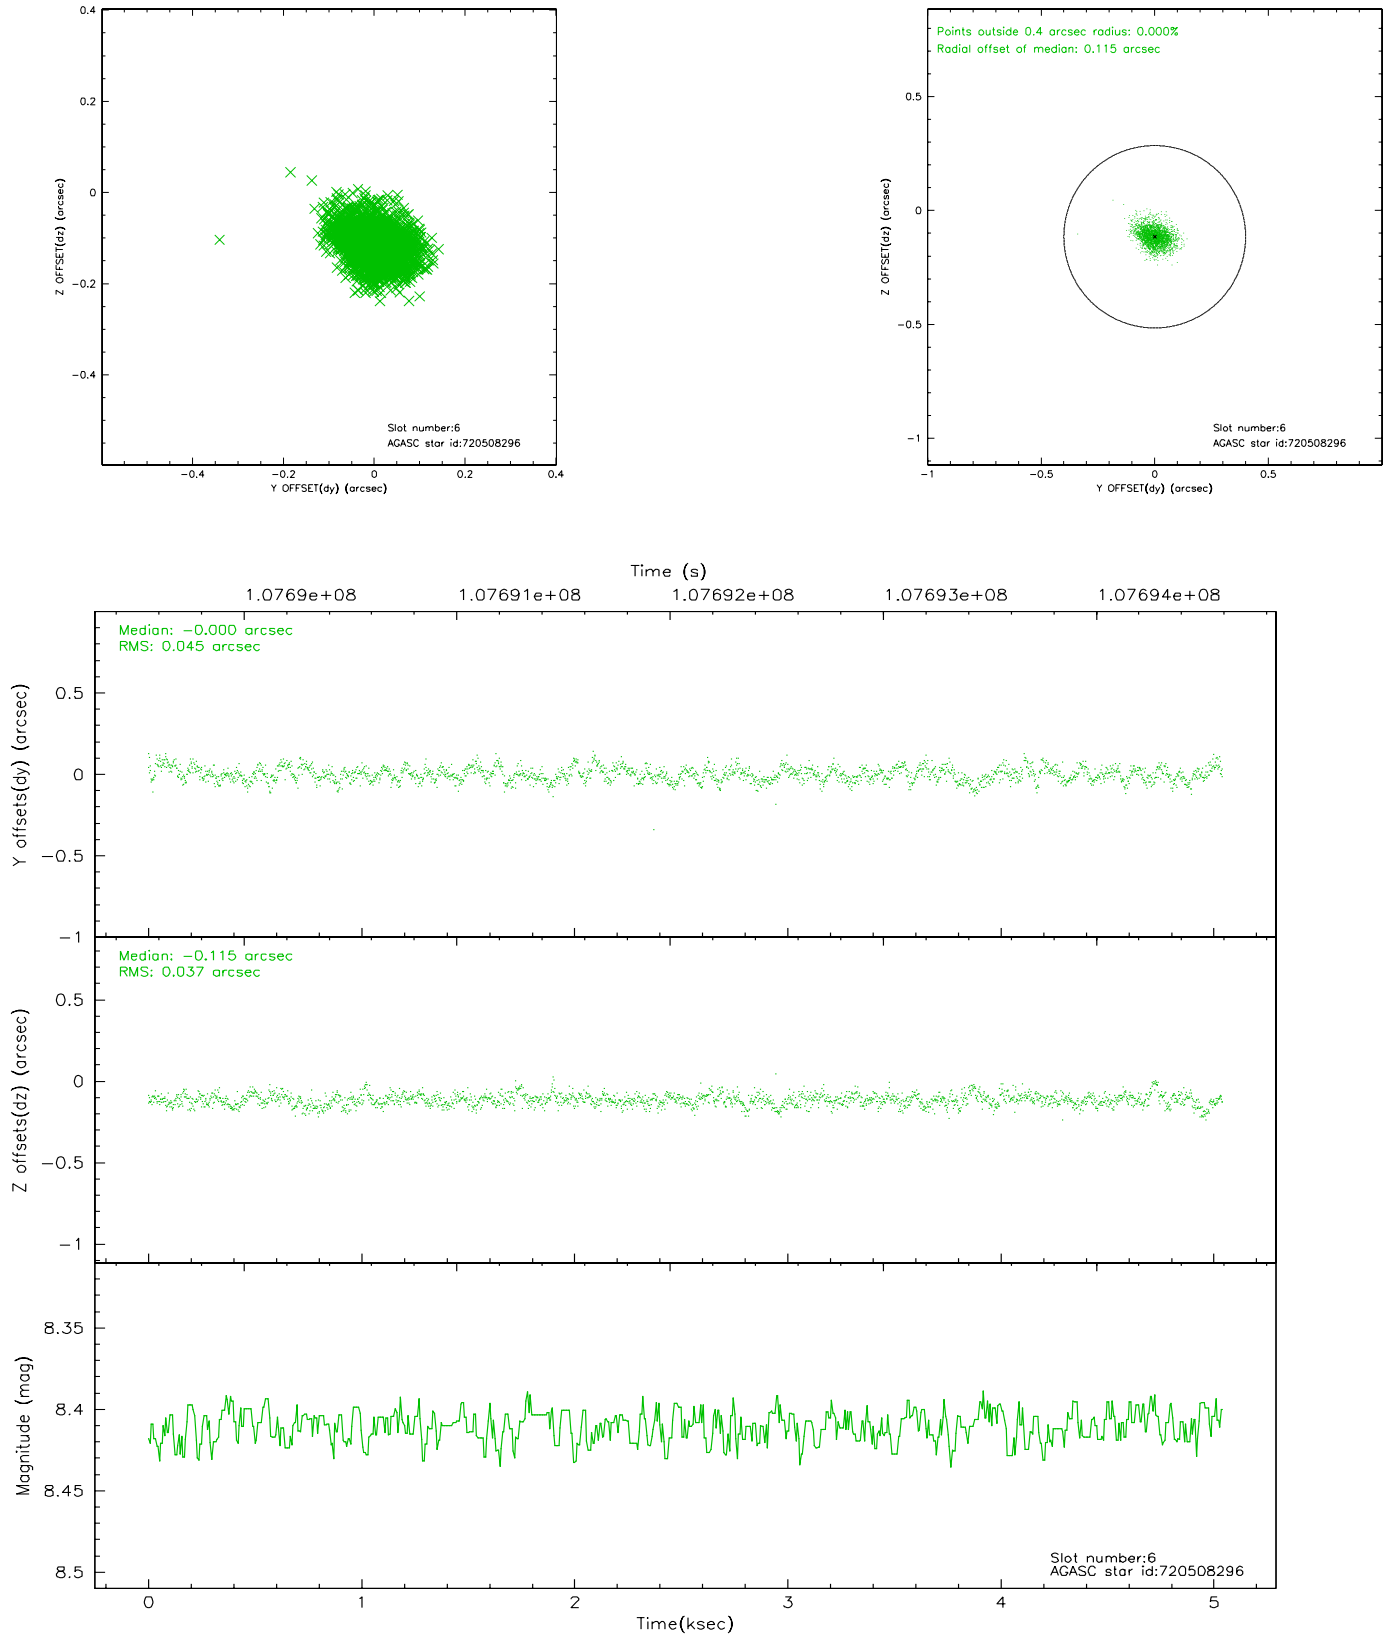 0.4
0.2
0
−0.2
−0.4
Z OFFSET(dz) (arcsec)
−0.4 −0.2 0 0.2 0.4
Y OFFSET(dy) (arcsec)
Slot number:6
AGASC star id:720508296
Points outside 0.4 arcsec radius: 0.000%
Radial offset of median: 0.115 arcsec
0.5
0
−0.5
−1
Z OFFSET(dz) (arcsec)
−1 −0.5 0 0.5
Y OFFSET(dy) (arcsec)
Slot number:6
AGASC star id:720508296
Time (s)
1.0769e+08 1.07691e+08 1.07692e+08 1.07693e+08 1.07694e+08
Median: −0.000 arcsec
RMS: 0.045 arcsec
0.5
0
−0.5
−1
Y offsets(dy) (arcsec)
Median: −0.115 arcsec
RMS: 0.037 arcsec
0.5
0
−0.5
−1
Z offsets(dz) (arcsec)
8.35
8.4
8.45
8.5
Magnitude (mag)
Slot number:6
AGASC star id:720508296
0 1 2 3 4 5
Time(ksec)